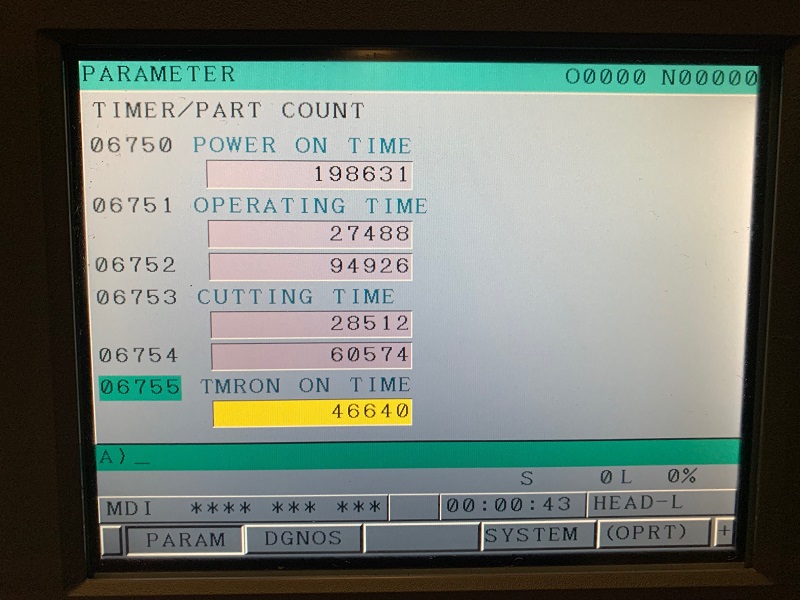 PARAMETER O0000 N00000
TIMER/PART COUNT
06750 POWER ON TIME
198631
06751 OPERATING TIME
27488
06752 94926
06753 CUTTING TIME
28512
06754 60574
06755 TMRON ON TIME
46640
A)_
S 0L 0%
MDI **** *** *** 00:00:43 HEAD-L
PARAM DGNOS SYSTEM (OPRT) +